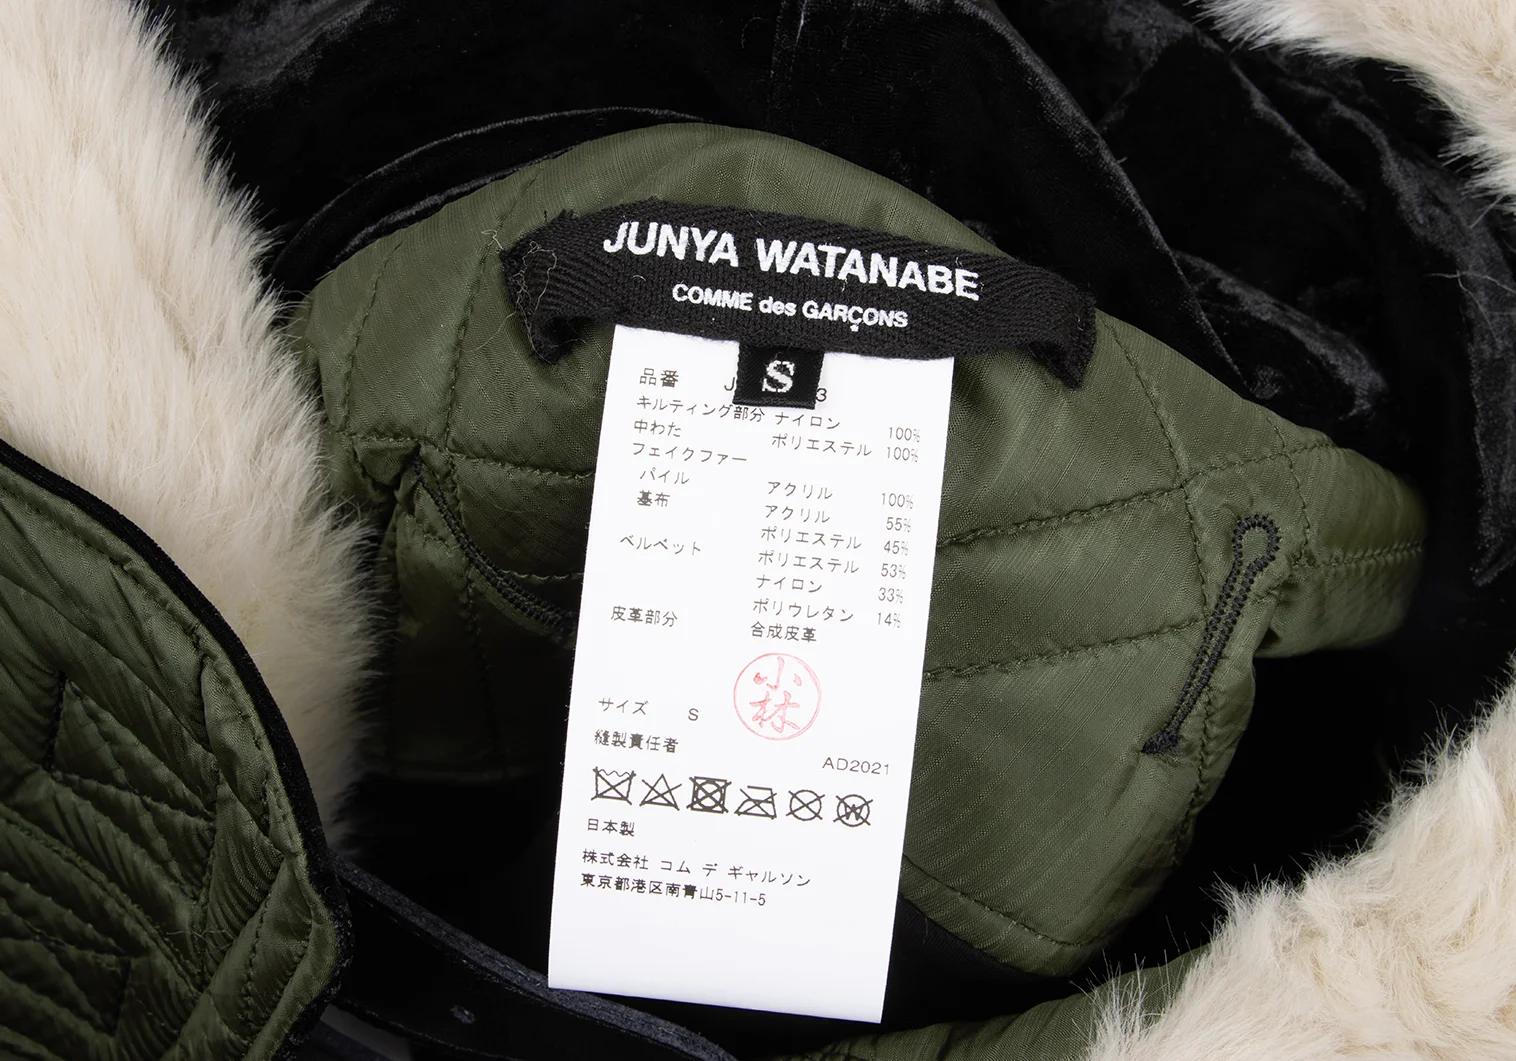 JUNYA WATANABE
COMME des GARÇONS
S
品番
キルティング部分 ナイロン 100%
中わた ポリエステル 100%
フェイクファー
パイル アクリル 100%
基布 アクリル 55%
ポリエステル 45%
ベルベット ポリエステル 53%
ナイロン 33%
ポリウレタン 14%
皮革部分 合成皮革
小林
サイズ S
縫製責任者
AD2021
日本製
株式会社 コム デ ギャルソン
東京都港区南青山5-11-5